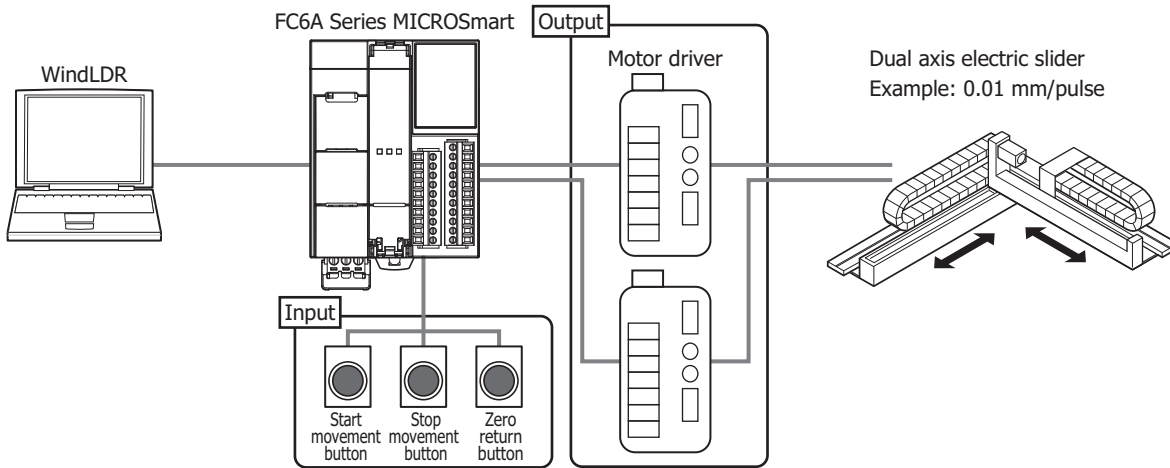 FC6A Series MICROSmart
Output
WindLDR
Motor driver
Dual axis electric slider
Example: 0.01 mm/pulse
Input
Start
movement
button
Stop
movement
button
Zero
return
button